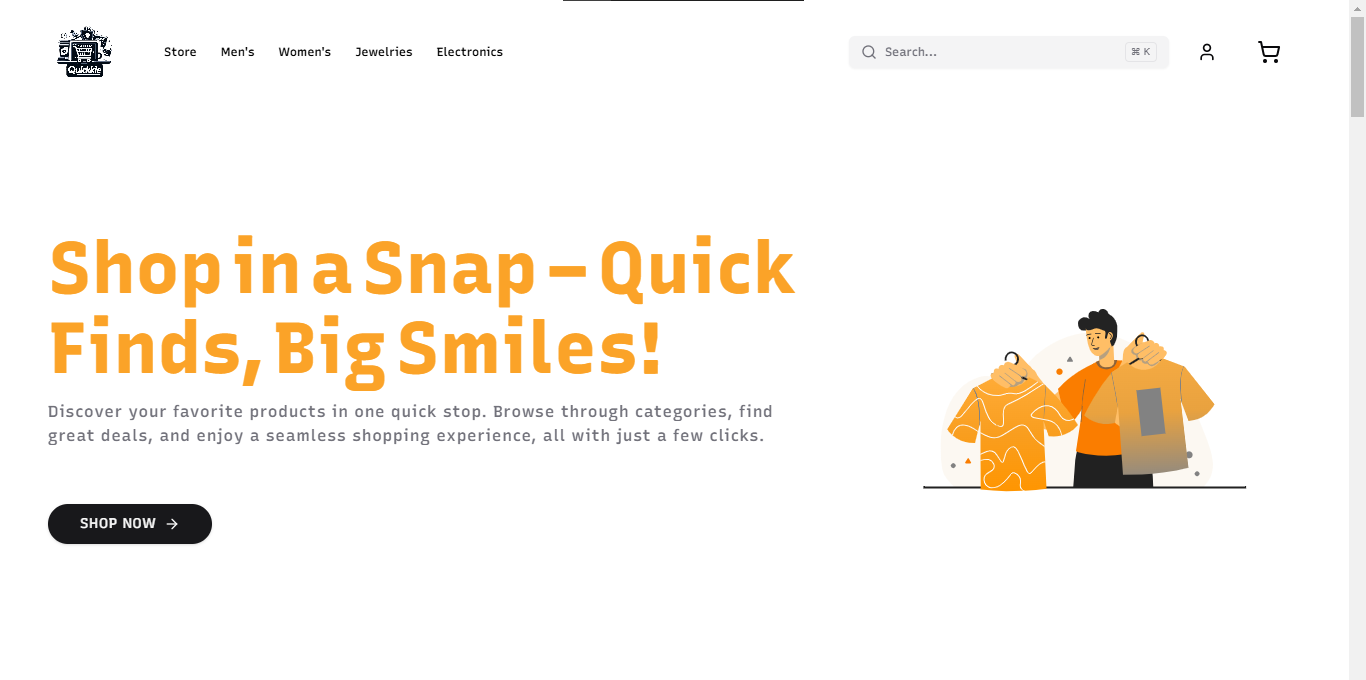 Quickkie
Store Men's Women's Jewelries Electronics
Search... ⌘ K
Shop in a Snap – Quick
Finds, Big Smiles!
Discover your favorite products in one quick stop. Browse through categories, find
great deals, and enjoy a seamless shopping experience, all with just a few clicks.
SHOP NOW →